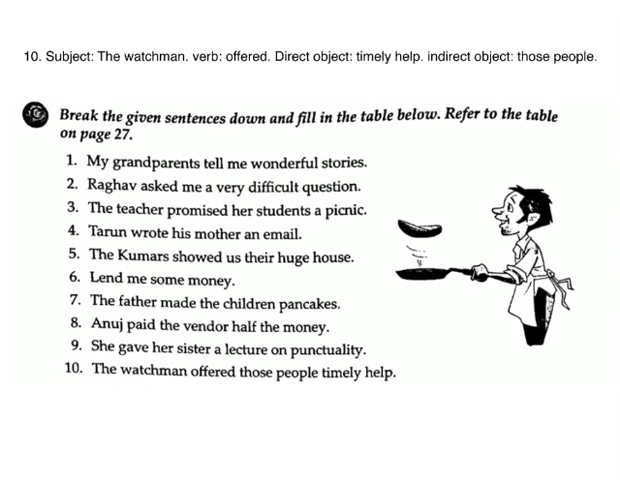 10. Subject: The watchman. verb: offered. Direct object: timely help. indirect object: those people.
Break the given sentences down and fill in the table below. Refer to the table
on page 27.
1. My grandparents tell me wonderful stories.
2. Raghav asked me a very difficult question.
3. The teacher promised her students a picnic.
4. Tarun wrote his mother an email.
5. The Kumars showed us their huge house.
6. Lend me some money.
7. The father made the children pancakes.
8. Anuj paid the vendor half the money.
9. She gave her sister a lecture on punctuality.
10. The watchman offered those people timely help.